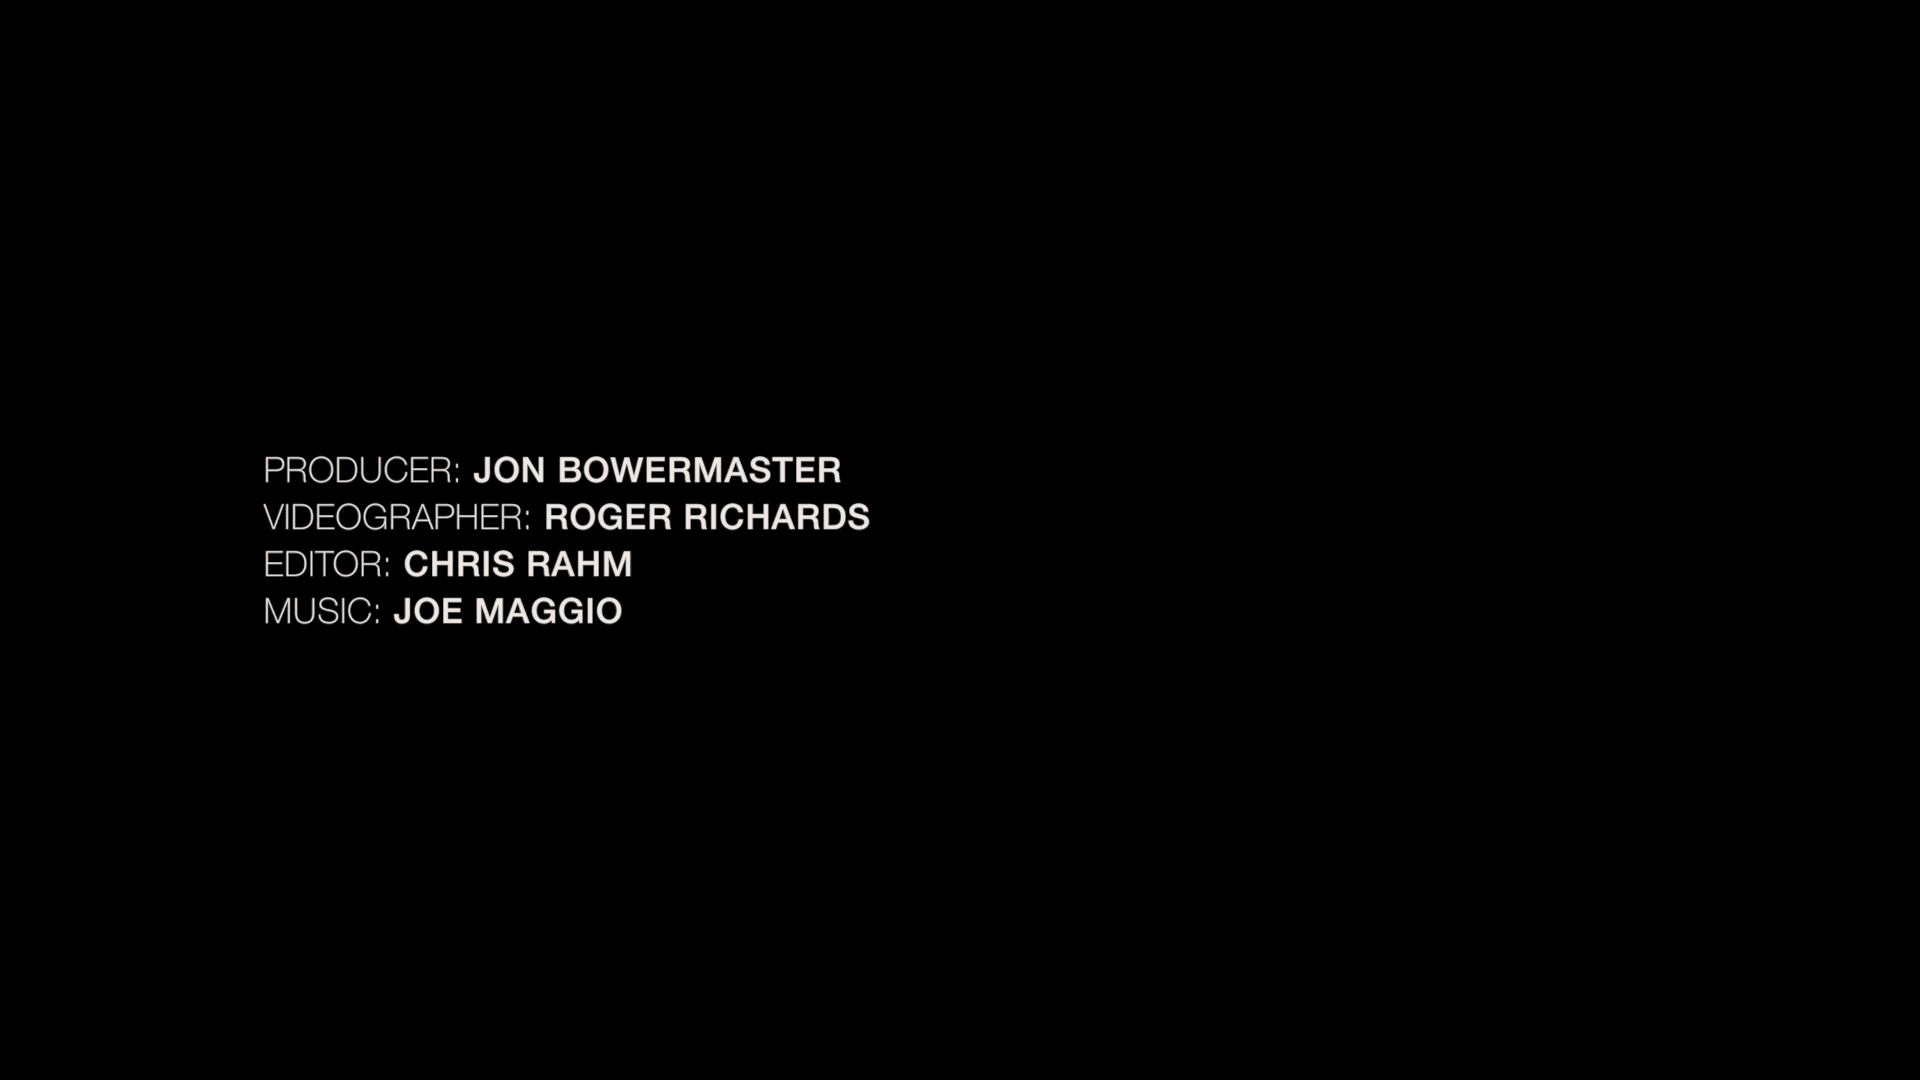 PRODUCER: JON BOWERMASTER
VIDEOGRAPHER: ROGER RICHARDS
EDITOR: CHRIS RAHM
MUSIC: JOE MAGGIO